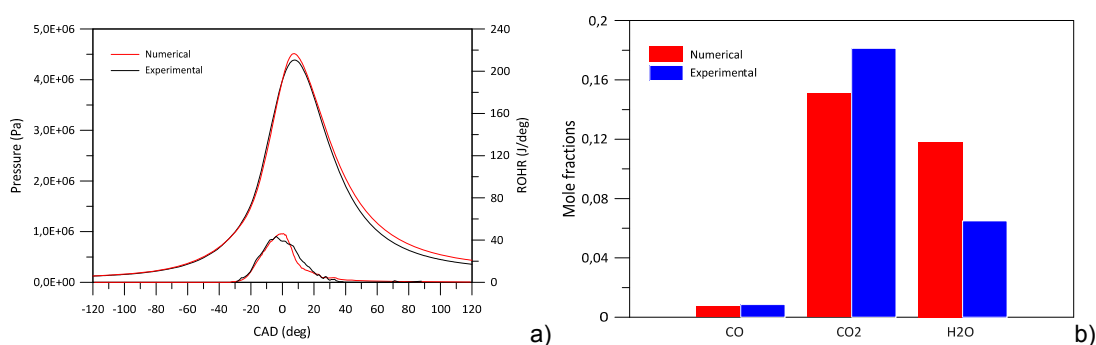 5,0E+06
4,0E+06
3,0E+06
2,0E+06
1,0E+06
0,0E+00
Pressure (Pa)
Numerical
Experimental
240
200
160
120
80
40
0
ROHR (J/deg)
-120 -100 -80 -60 -40 -20 0 20 40 60 80 100 120
CAD (deg)
a)
0,2
0,16
0,12
0,08
0,04
0
Mole fractions
Numerical
Experimental
CO CO2 H2O
b)